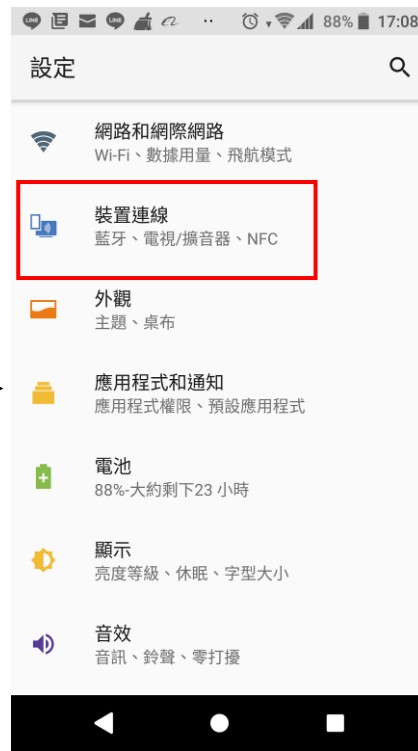 LINE LINE 88% 17:08
設定
網路和網際網路
Wi-Fi、數據用量、飛航模式
裝置連線
藍牙、電視/擴音器、NFC
外觀
主題、桌布
應用程式和通知
應用程式權限、預設應用程式
電池
88%-大約剩下23 小時
顯示
亮度等級、休眠、字型大小
音效
音訊、鈴聲、零打擾